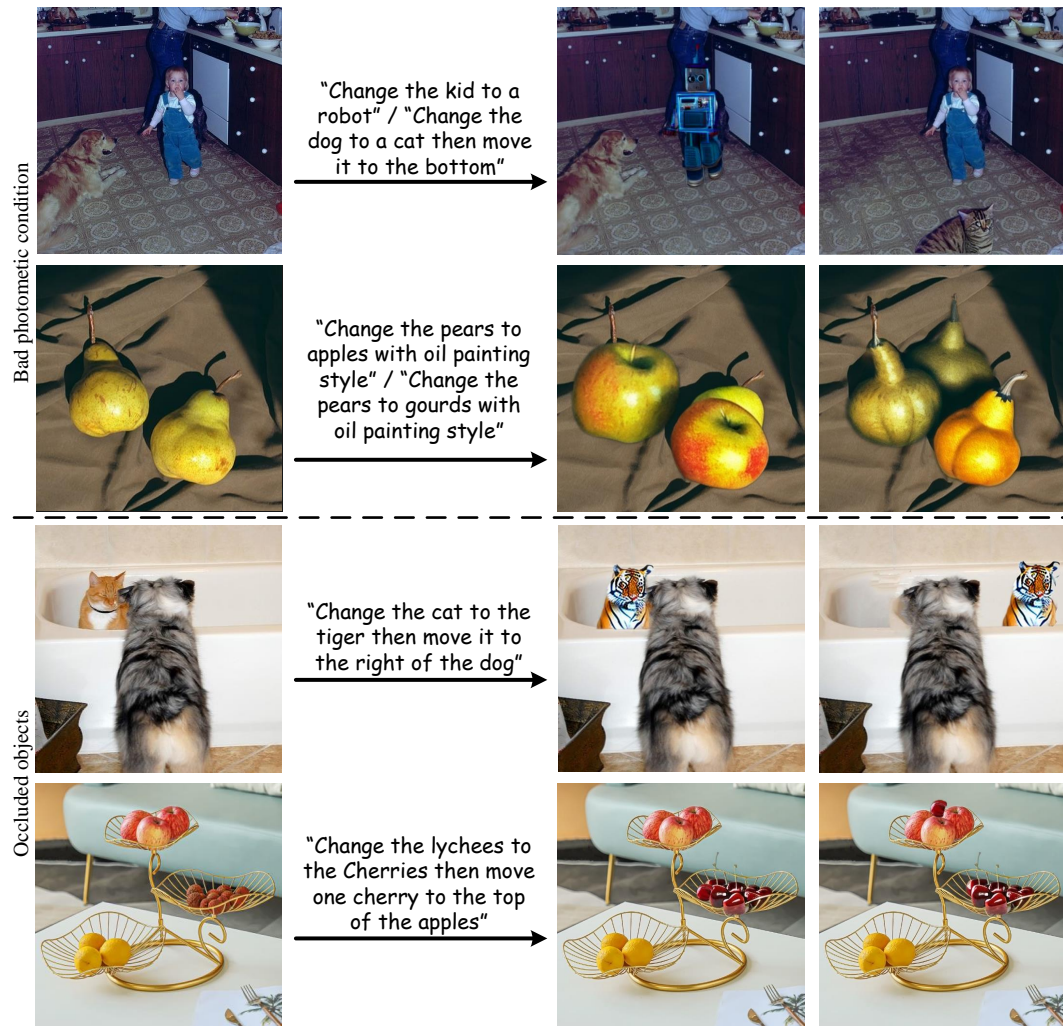 Bad photometic condition
“Change the kid to a
robot” / “Change the
dog to a cat then move
it to the bottom”
“Change the pears to
apples with oil painting
style” / “Change the
pears to gourds with
oil painting style”
Occluded objects
“Change the cat to the
tiger then move it to
the right of the dog”
“Change the lychees to
the Cherries then move
one cherry to the top
of the apples”